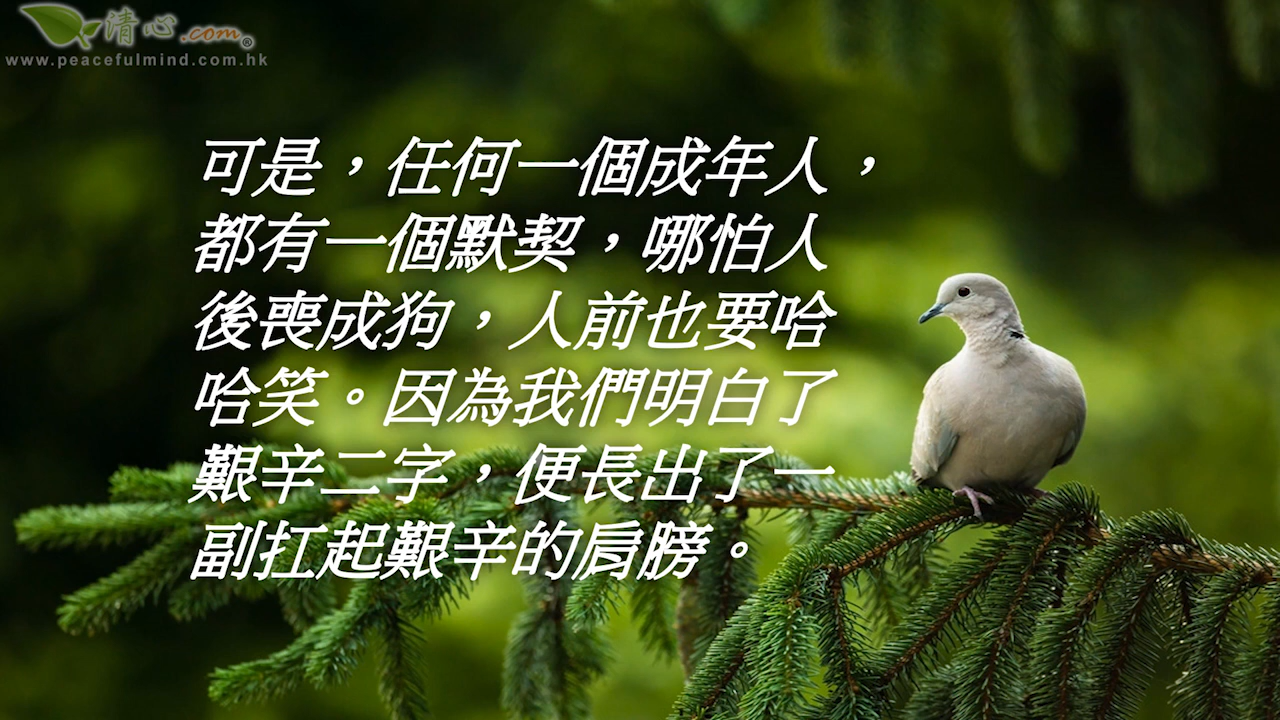 清心.com®
www.peacefulmind.com.hk
可是，任何一個成年人，
都有一個默契，哪怕人
後喪成狗，人前也要哈
哈笑。因為我們明白了
艱辛二字，便長出了一
副扛起艱辛的肩膀。